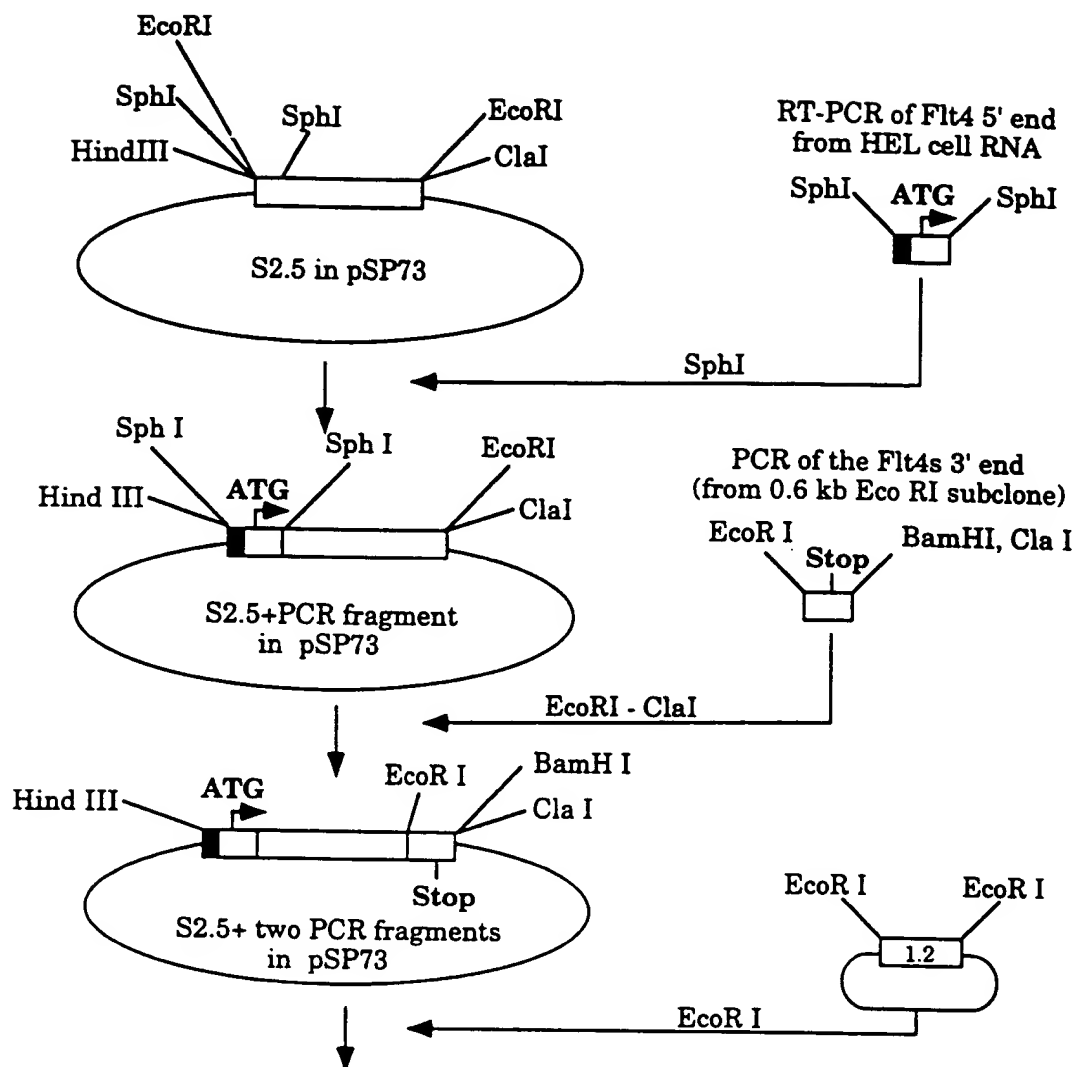 EcoRI
SphI
SphI
HindIII
EcoRI
ClaI
S2.5 in pSP73
RT-PCR of Flt4 5' end
from HEL cell RNA
SphI
ATG
SphI
SphI
Sph I
Sph I
Hind III
ATG
EcoRI
ClaI
S2.5+PCR fragment
in pSP73
PCR of the Flt4s 3' end
(from 0.6 kb Eco RI subclone)
EcoR I
Stop
BamHI, Cla I
EcoRI - ClaI
Hind III
ATG
EcoR I
BamH I
Cla I
Stop
S2.5+ two PCR fragments
in pSP73
EcoR I
EcoR I
1.2
EcoR I